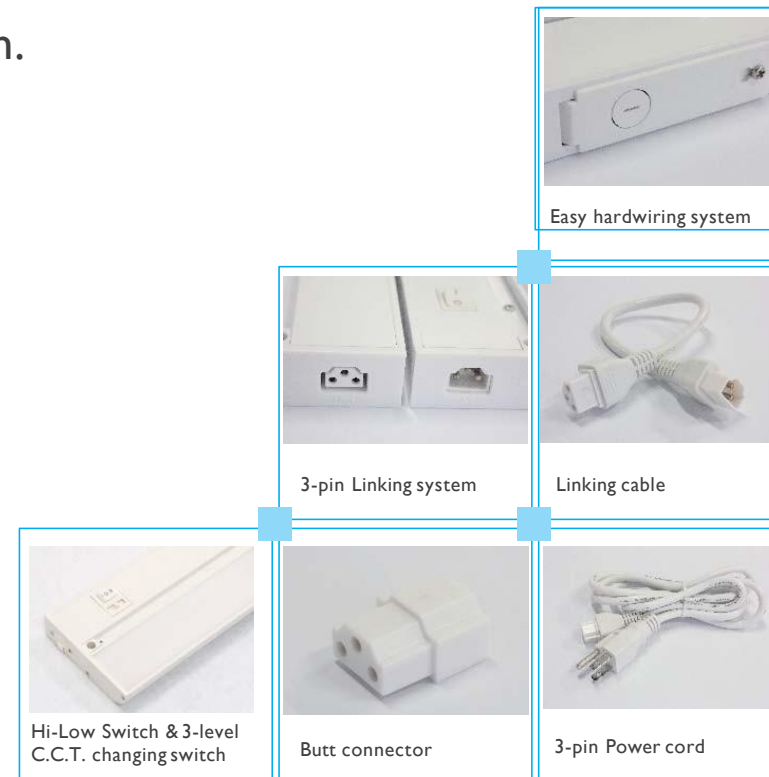 n.
Easy hardwiring system
3-pin Linking system
Linking cable
Hi-Low Switch & 3-level
C.C.T. changing switch
Butt connector
3-pin Power cord